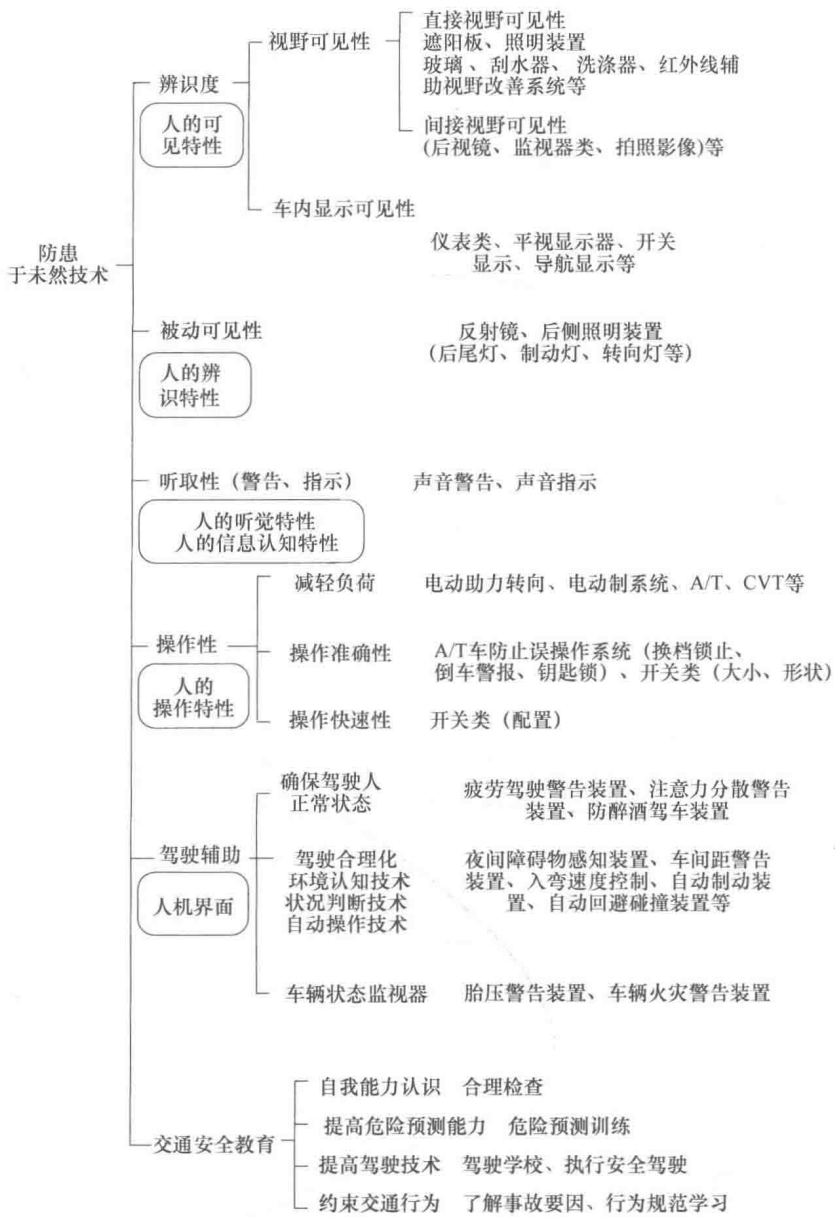 防患
于未然技术
辨识度
人的可
见特性
视野可见性
直接视野可见性
遮阳板、照明装置
玻璃、刮水器、洗涤器、红外线辅
助视野改善系统等
间接视野可见性
(后视镜、监视器类、拍照影像)等
车内显示可见性
仪表类、平视显示器、开关
显示、导航显示等
被动可见性
人的辨
识特性
反射镜、后侧照明装置
(后尾灯、制动灯、转向灯等)
听取性（警告、指示）
声音警告、声音指示
人的听觉特性
人的信息认知特性
操作性
人的
操作特性
减轻负荷
电动助力转向、电动制系统、A/T、CVT等
操作准确性
A/T车防止误操作系统（换档锁止、
倒车警报、钥匙锁）、开关类（大小、形状）
操作快速性
开关类（配置）
驾驶辅助
人机界面
确保驾驶人
正常状态
疲劳驾驶警告装置、注意力分散警告
装置、防醉酒驾车装置
驾驶合理化
环境认知技术
状况判断技术
自动操作技术
夜间障碍物感知装置、车间距警告
装置、入弯速度控制、自动制动装
置、自动回避碰撞装置等
车辆状态监视器
胎压警告装置、车辆火灾警告装置
交通安全教育
自我能力认识 合理检查
提高危险预测能力 危险预测训练
提高驾驶技术 驾驶学校、执行安全驾驶
约束交通行为 了解事故要因、行为规范学习